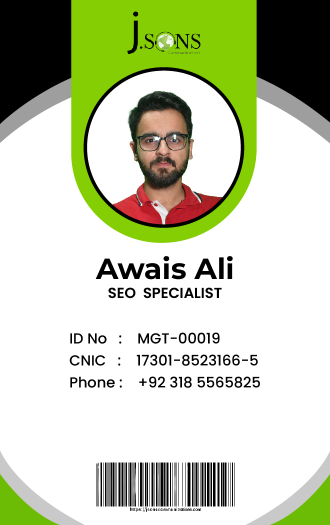 j.SONS
Awais Ali
SEO SPECIALIST
ID No : MGT-00019
CNIC : 17301-8523166-5
Phone : +92 318 5565825